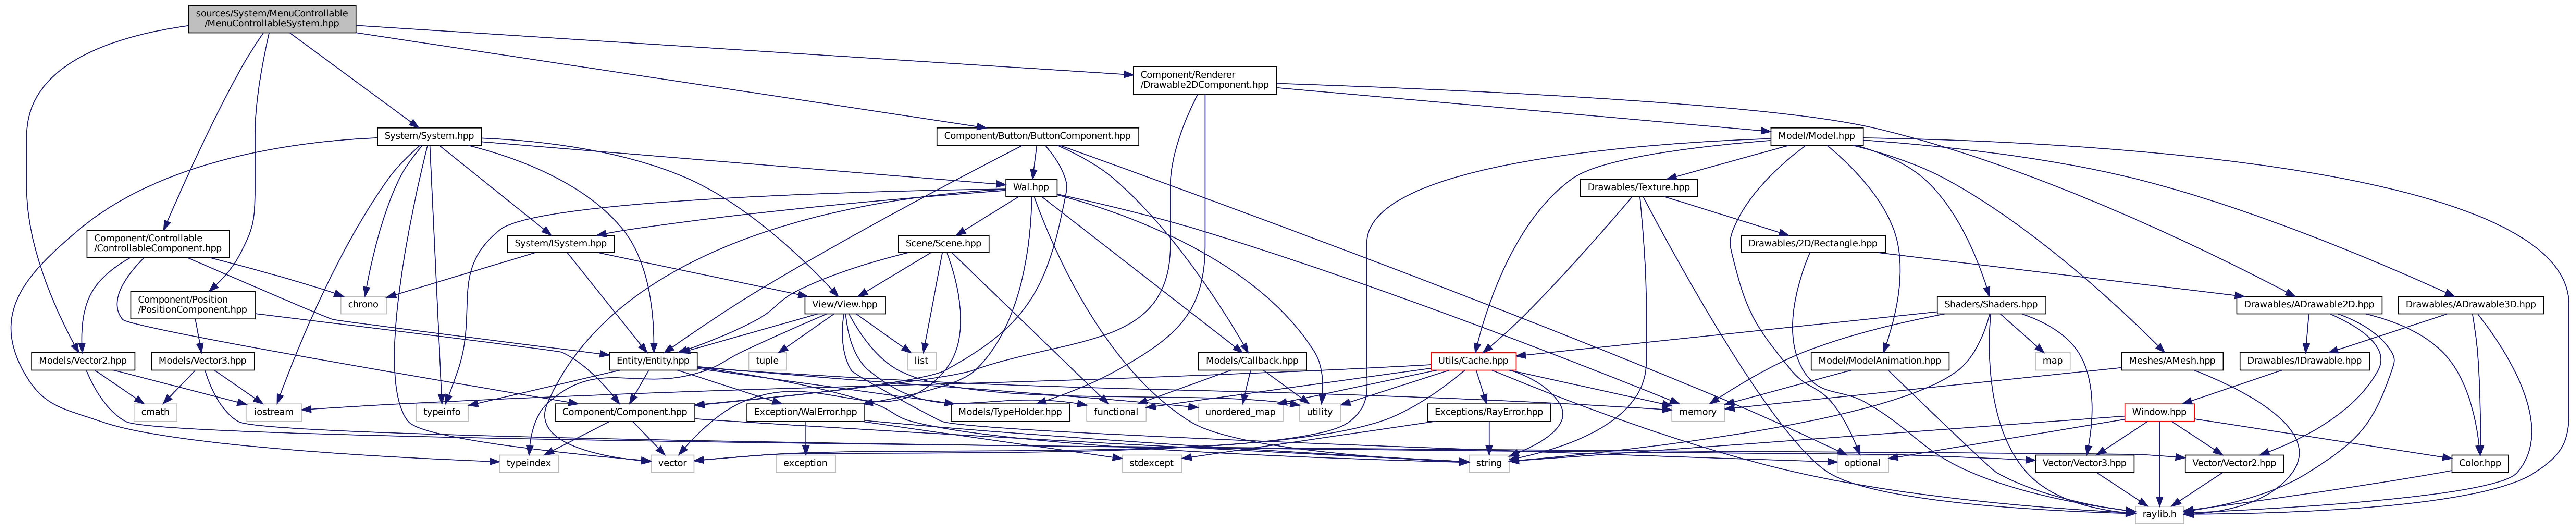 sources/System/MenuControllable
/MenuControllableSystem.hpp
Component/Renderer
/Drawable2DComponent.hpp
System/System.hpp
Component/Button/ButtonComponent.hpp
Model/Model.hpp
Wal.hpp
Drawables/Texture.hpp
Component/Controllable
/ControllableComponent.hpp
System/ISystem.hpp
Scene/Scene.hpp
Drawables/2D/Rectangle.hpp
Component/Position
/PositionComponent.hpp
chrono
View/View.hpp
Shaders/Shaders.hpp
Drawables/ADrawable2D.hpp
Drawables/ADrawable3D.hpp
Models/Vector2.hpp
Models/Vector3.hpp
Entity/Entity.hpp
tuple
list
Models/Callback.hpp
Utils/Cache.hpp
Model/ModelAnimation.hpp
map
Meshes/AMesh.hpp
Drawables/IDrawable.hpp
cmath
iostream
typeinfo
Component/Component.hpp
Exception/WalError.hpp
Models/TypeHolder.hpp
functional
unordered_map
utility
Exceptions/RayError.hpp
memory
Window.hpp
typeindex
vector
exception
stdexcept
string
optional
Vector/Vector3.hpp
Vector/Vector2.hpp
Color.hpp
raylib.h